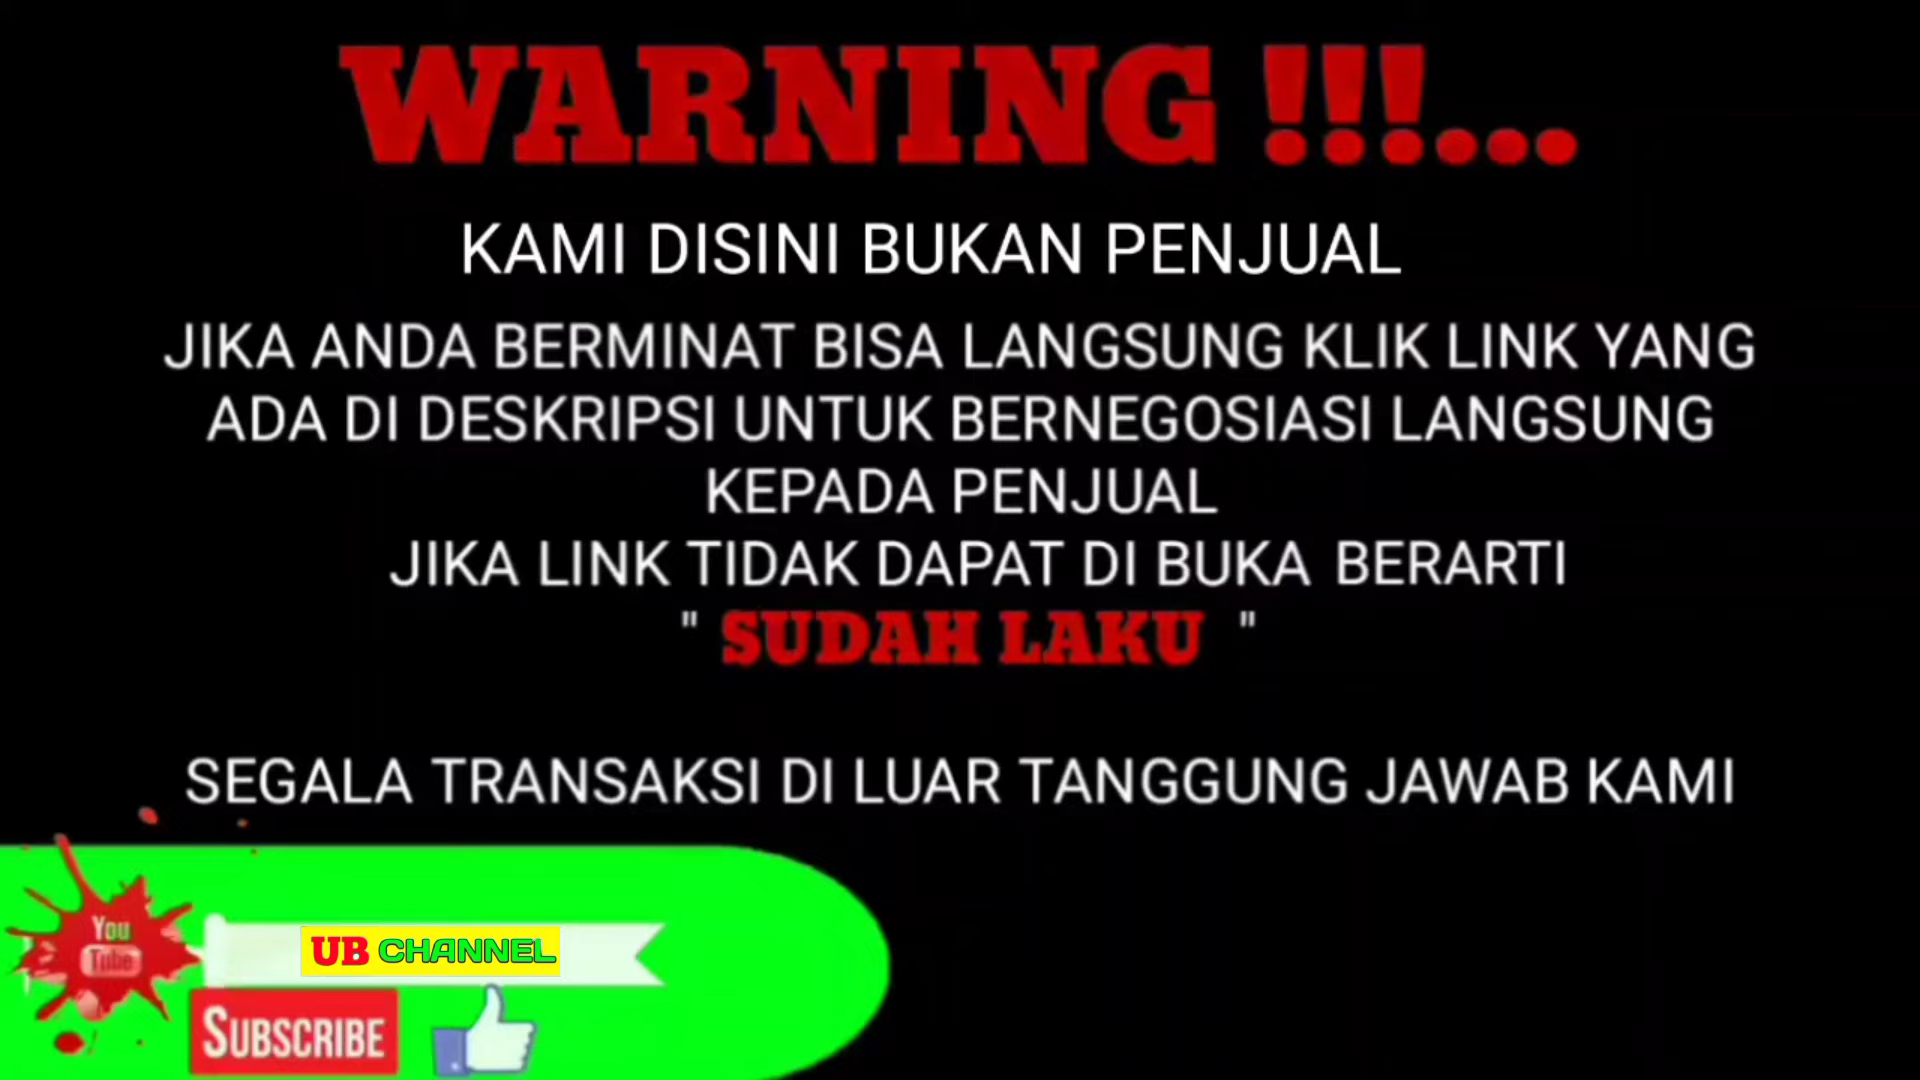 WARNING !!!...
KAMI DISINI BUKAN PENJUAL
JIKA ANDA BERMINAT BISA LANGSUNG KLIK LINK YANG
ADA DI DESKRIPSI UNTUK BERNEGOSIASI LANGSUNG
KEPADA PENJUAL
JIKA LINK TIDAK DAPAT DI BUKA BERARTI
" SUDAH LAKU "
SEGALA TRANSAKSI DI LUAR TANGGUNG JAWAB KAMI
You
Tube
UB CHANNEL
SUBSCRIBE